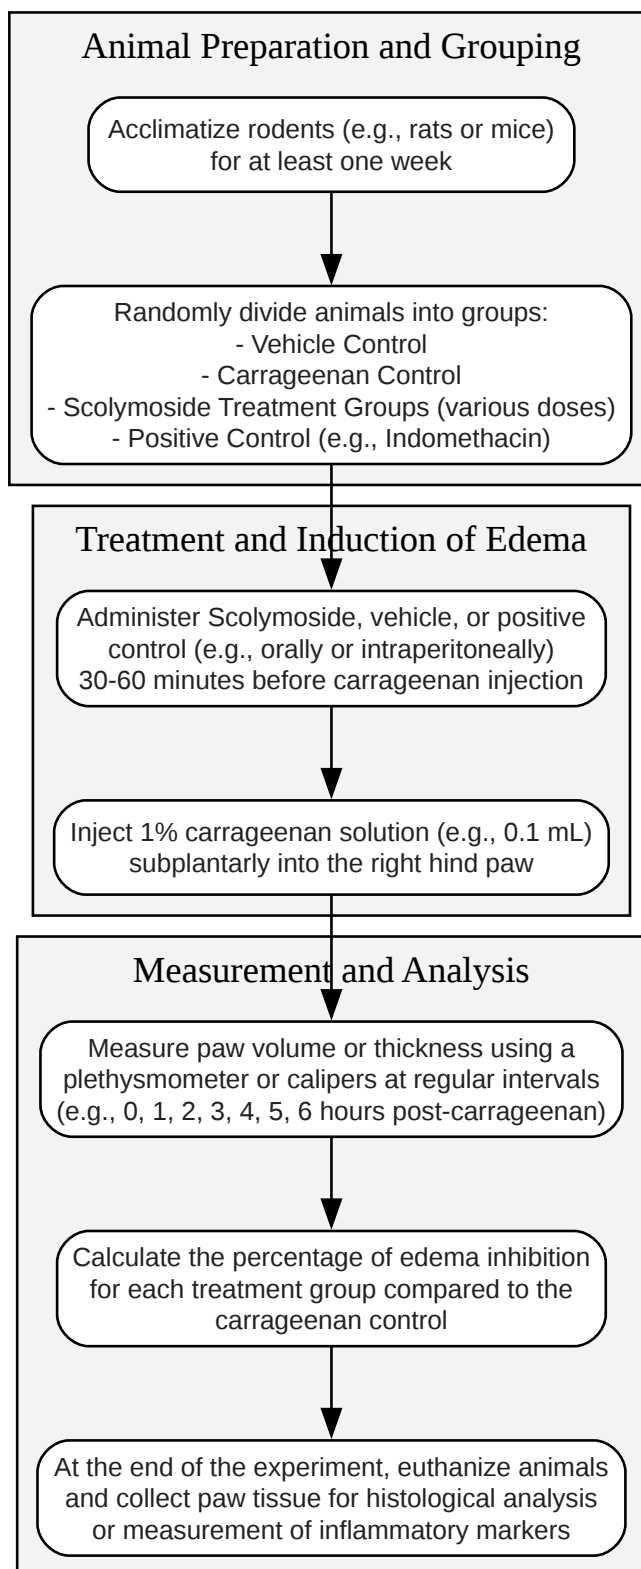 Animal Preparation and Grouping
Acclimatize rodents (e.g., rats or mice)
for at least one week
Randomly divide animals into groups:
- Vehicle Control
- Carrageenan Control
- Scolymoside Treatment Groups (various doses)
- Positive Control (e.g., Indomethacin)
Treatment and Induction of Edema
Administer Scolymoside, vehicle, or positive
control (e.g., orally or intraperitoneally)
30-60 minutes before carrageenan injection
Inject 1% carrageenan solution (e.g., 0.1 mL)
subplantarly into the right hind paw
Measurement and Analysis
Measure paw volume or thickness using a
plethysmometer or calipers at regular intervals
(e.g., 0, 1, 2, 3, 4, 5, 6 hours post-carrageenan)
Calculate the percentage of edema inhibition
for each treatment group compared to the
carrageenan control
At the end of the experiment, euthanize animals
and collect paw tissue for histological analysis
or measurement of inflammatory markers